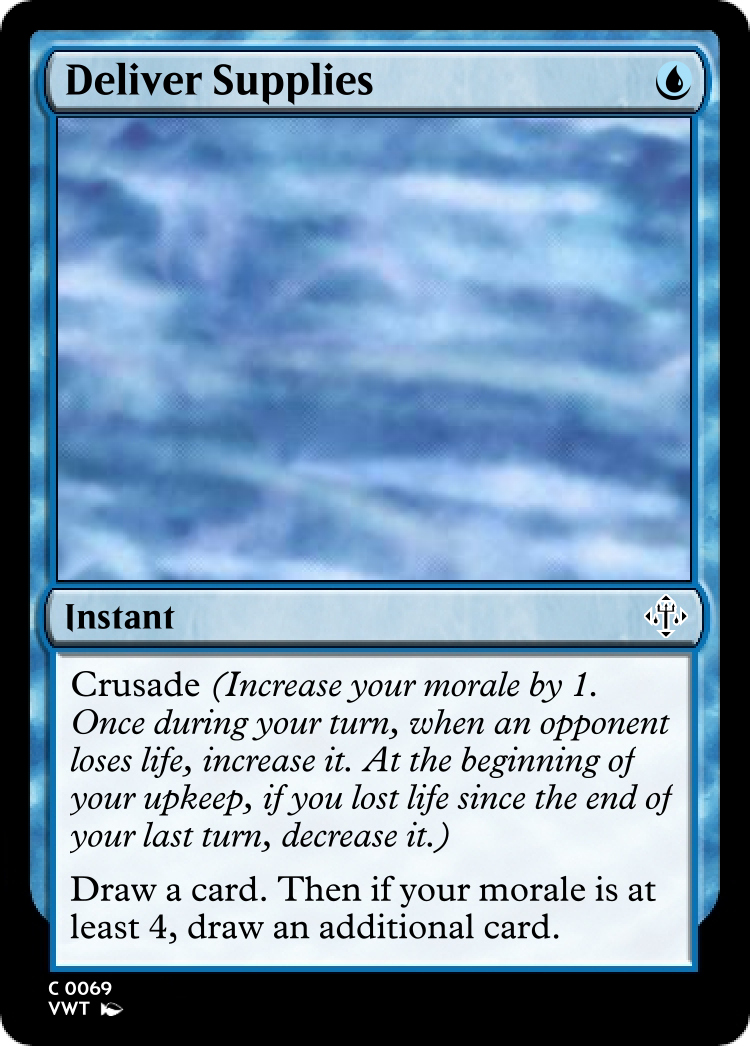 Deliver Supplies
Instant
Crusade (Increase your morale by 1.
Once during your turn, when an opponent
loses life, increase it. At the beginning of
your upkeep, if you lost life since the end of
your last turn, decrease it.)
Draw a card. Then if your morale is at
least 4, draw an additional card.
C 0069
VWT